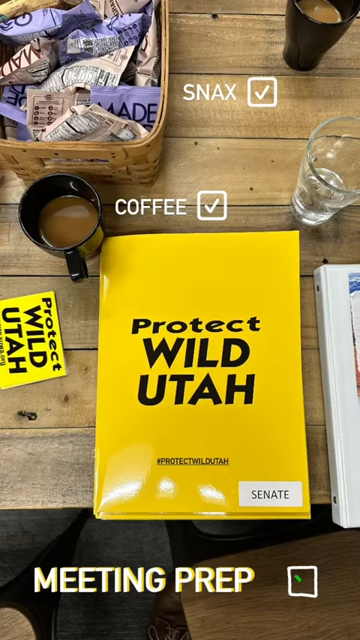 MADE
SNAX
COFFEE
Protect
WILD
UTAH
#PROTECTWILDUTAH
SENATE
Protect
WILD
UTAH
MEETING PREP